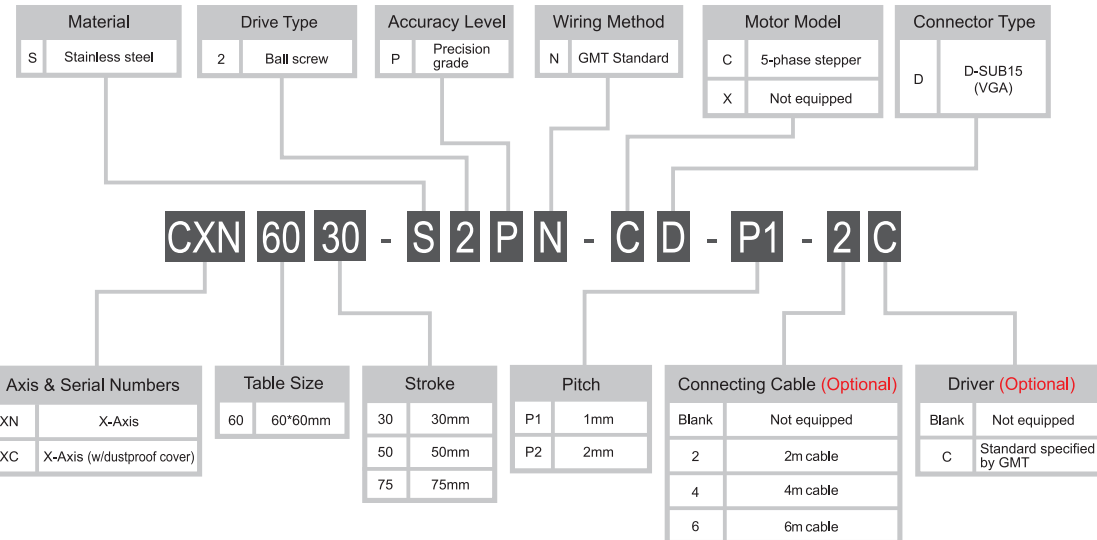 Material
S Stainless steel
Drive Type
2 Ball screw
Accuracy Level
P Precision
grade
Wiring Method
N GMT Standard
Motor Model
C 5-phase stepper
X Not equipped
Connector Type
D D-SUB15
(VGA)
CXN 60 30 - S 2 P N - C D - P1 - 2 C
Axis & Serial Numbers
XN X-Axis
XC X-Axis (w/dustproof cover)
Table Size
60 60*60mm
Stroke
30 30mm
50 50mm
75 75mm
Pitch
P1 1mm
P2 2mm
Connecting Cable (Optional)
Blank Not equipped
2 2m cable
4 4m cable
6 6m cable
Driver (Optional)
Blank Not equipped
C Standard specified
by GMT